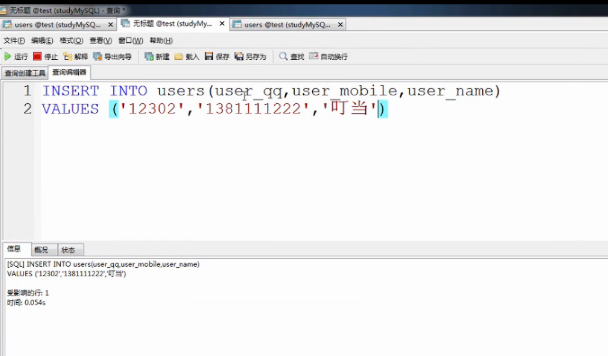 无标题 @test (studyMySQL) - 查询 *
users @test (studyMySQ... × 无标题 @test (studyMySQ... × users @test (studyMySQ... ×
文件(F) 编辑(E) 格式(O) 查看(V) 窗口(W) 帮助(H)
运行 停止 解释 导出向导 新建 载入 保存 另存为 查找 自动换行
查询创建工具 查询编辑器
1 INSERT INTO users(user_qq,user_mobile,user_name)
2 VALUES ('12302','1381111222','叮当')
信息 概况 状态
[SQL] INSERT INTO users(user_qq,user_mobile,user_name)
VALUES ('12302','1381111222','叮当')
受影响的行: 1
时间: 0.054s